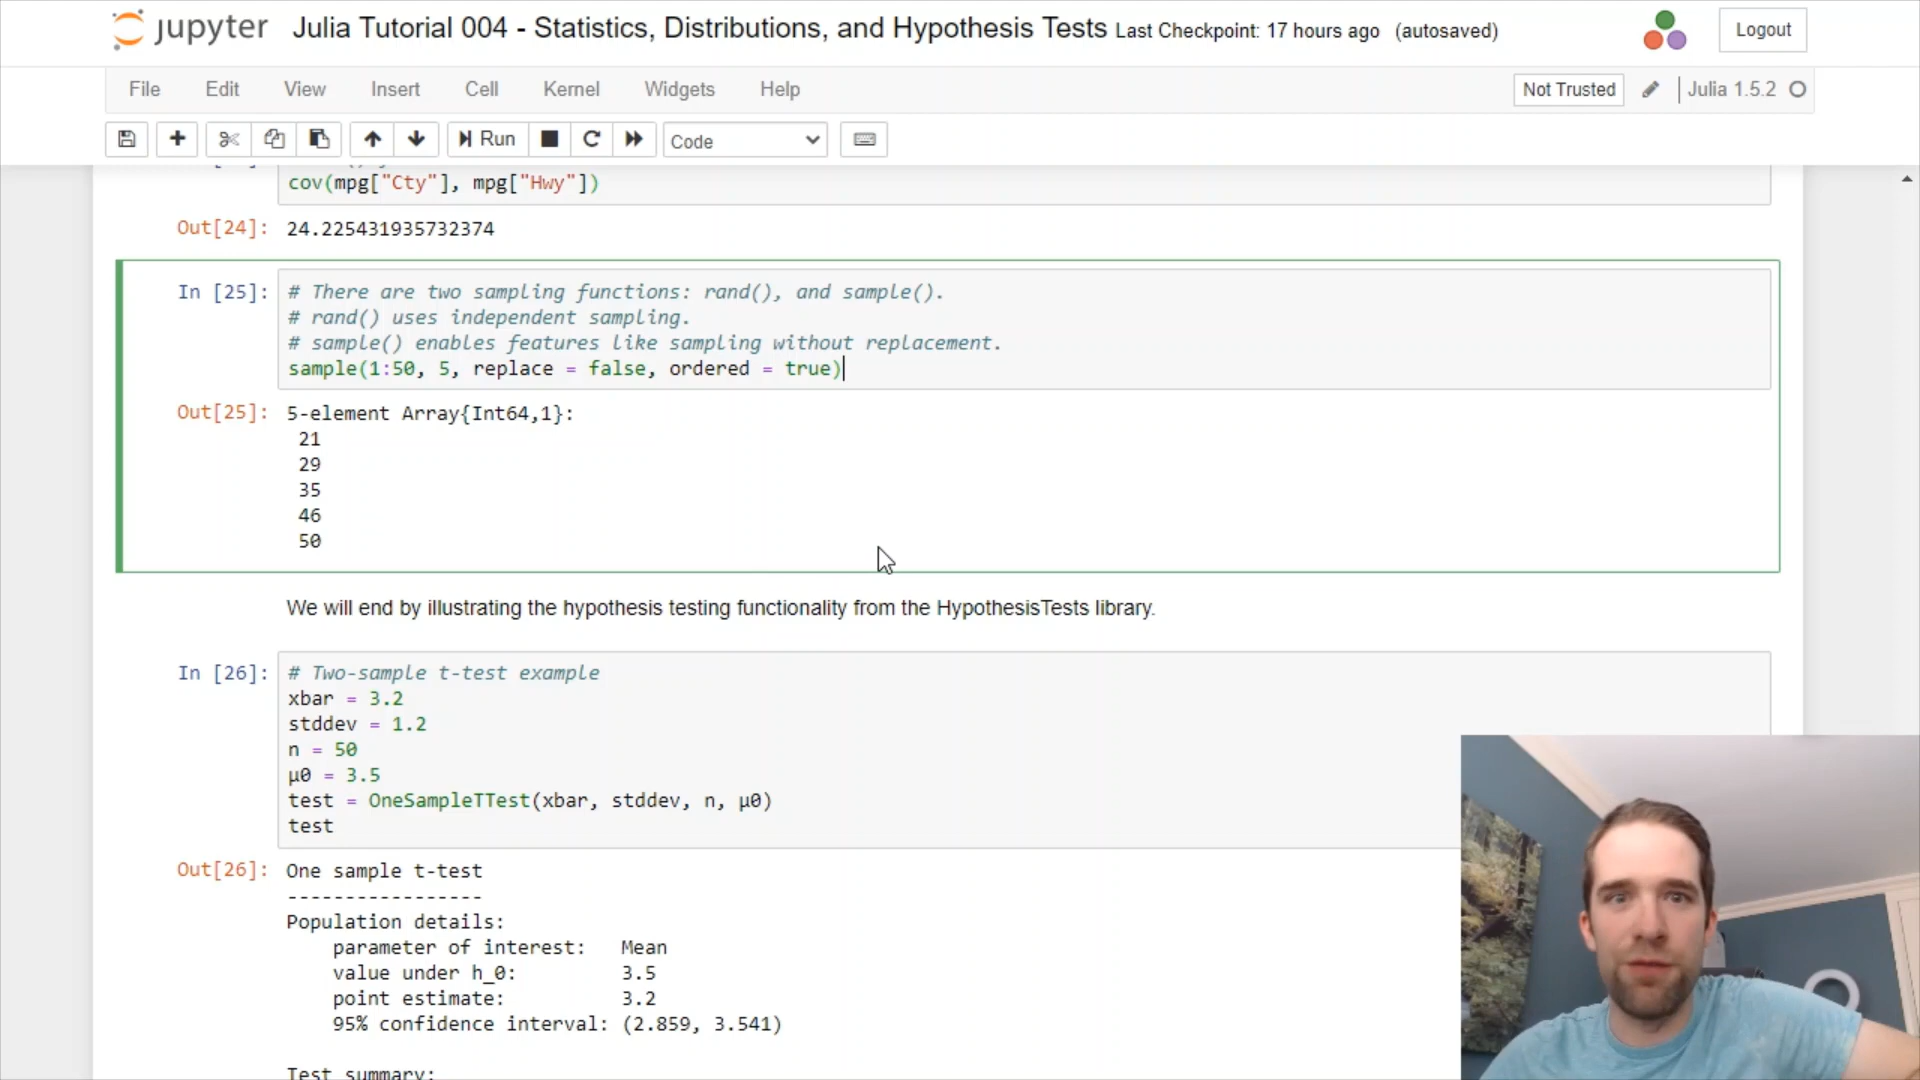 jupyter Julia Tutorial 004 - Statistics, Distributions, and Hypothesis Tests Last Checkpoint: 17 hours ago (autosaved) Logout
File Edit View Insert Cell Kernel Widgets Help Not Trusted Julia 1.5.2
Run Code
cov(mpg["Cty"], mpg["Hwy"])
Out[24]: 24.225431935732374
In [25]: # There are two sampling functions: rand(), and sample().
# rand() uses independent sampling.
# sample() enables features like sampling without replacement.
sample(1:50, 5, replace = false, ordered = true)
Out[25]: 5-element Array{Int64,1}:
21
29
35
46
50
We will end by illustrating the hypothesis testing functionality from the HypothesisTests library.
In [26]: # Two-sample t-test example
xbar = 3.2
stddev = 1.2
n = 50
μ0 = 3.5
test = OneSampleTTest(xbar, stddev, n, μ0)
test
Out[26]: One sample t-test
-----------------
Population details:
parameter of interest: Mean
value under h_0: 3.5
point estimate: 3.2
95% confidence interval: (2.859, 3.541)
Test summary: